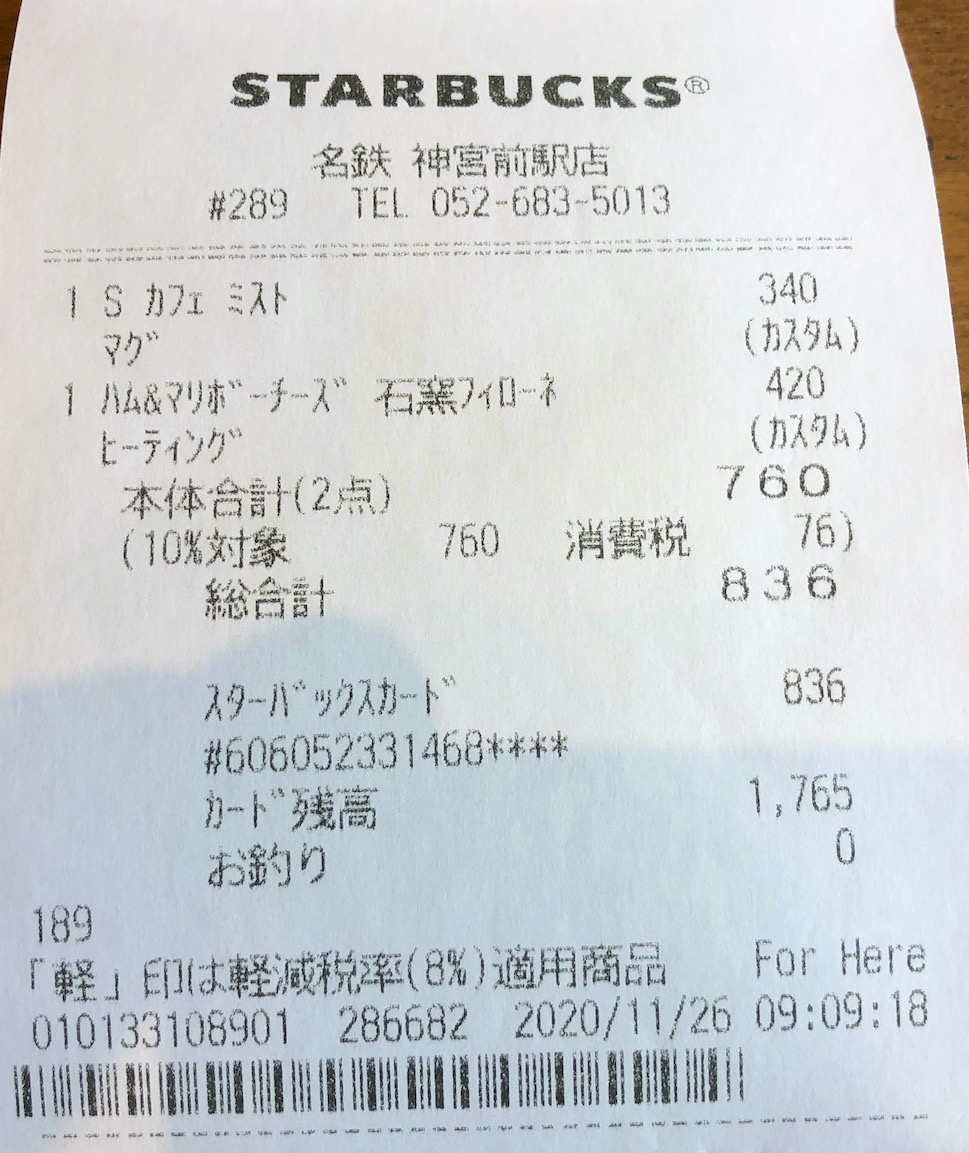 STARBUCKS®
名鉄 神宮前駅店
#289 TEL 052-683-5013
1 S カフェ ミスト 340
マグ (カスタム)
1 ハム&マリボーチーズ 石窯フィローネ 420
ヒーティング (カスタム)
本体合計(2点) 760
(10%対象 760 消費税 76)
総合計 836
スターバックスカード 836
#606052331468****
カード残高 1,765
お釣り 0
189
「軽」印は軽減税率(8%)適用商品 For Here
010133108901 286682 2020/11/26 09:09:18